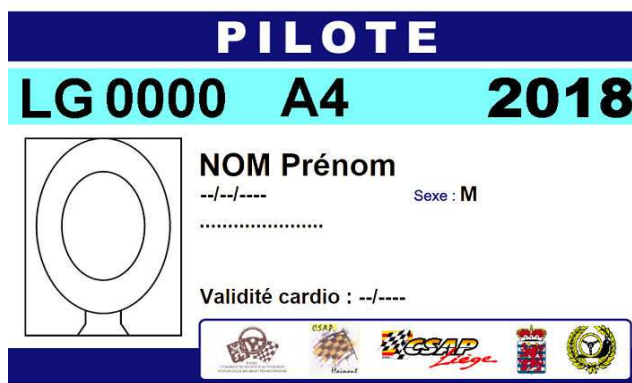 PILOTE
LG 0000 A4 2018
NOM Prénom
--/--/----
Sexe : M
......................
Validité cardio : --/----
CSAP
Hainaut
CSAP
Liège